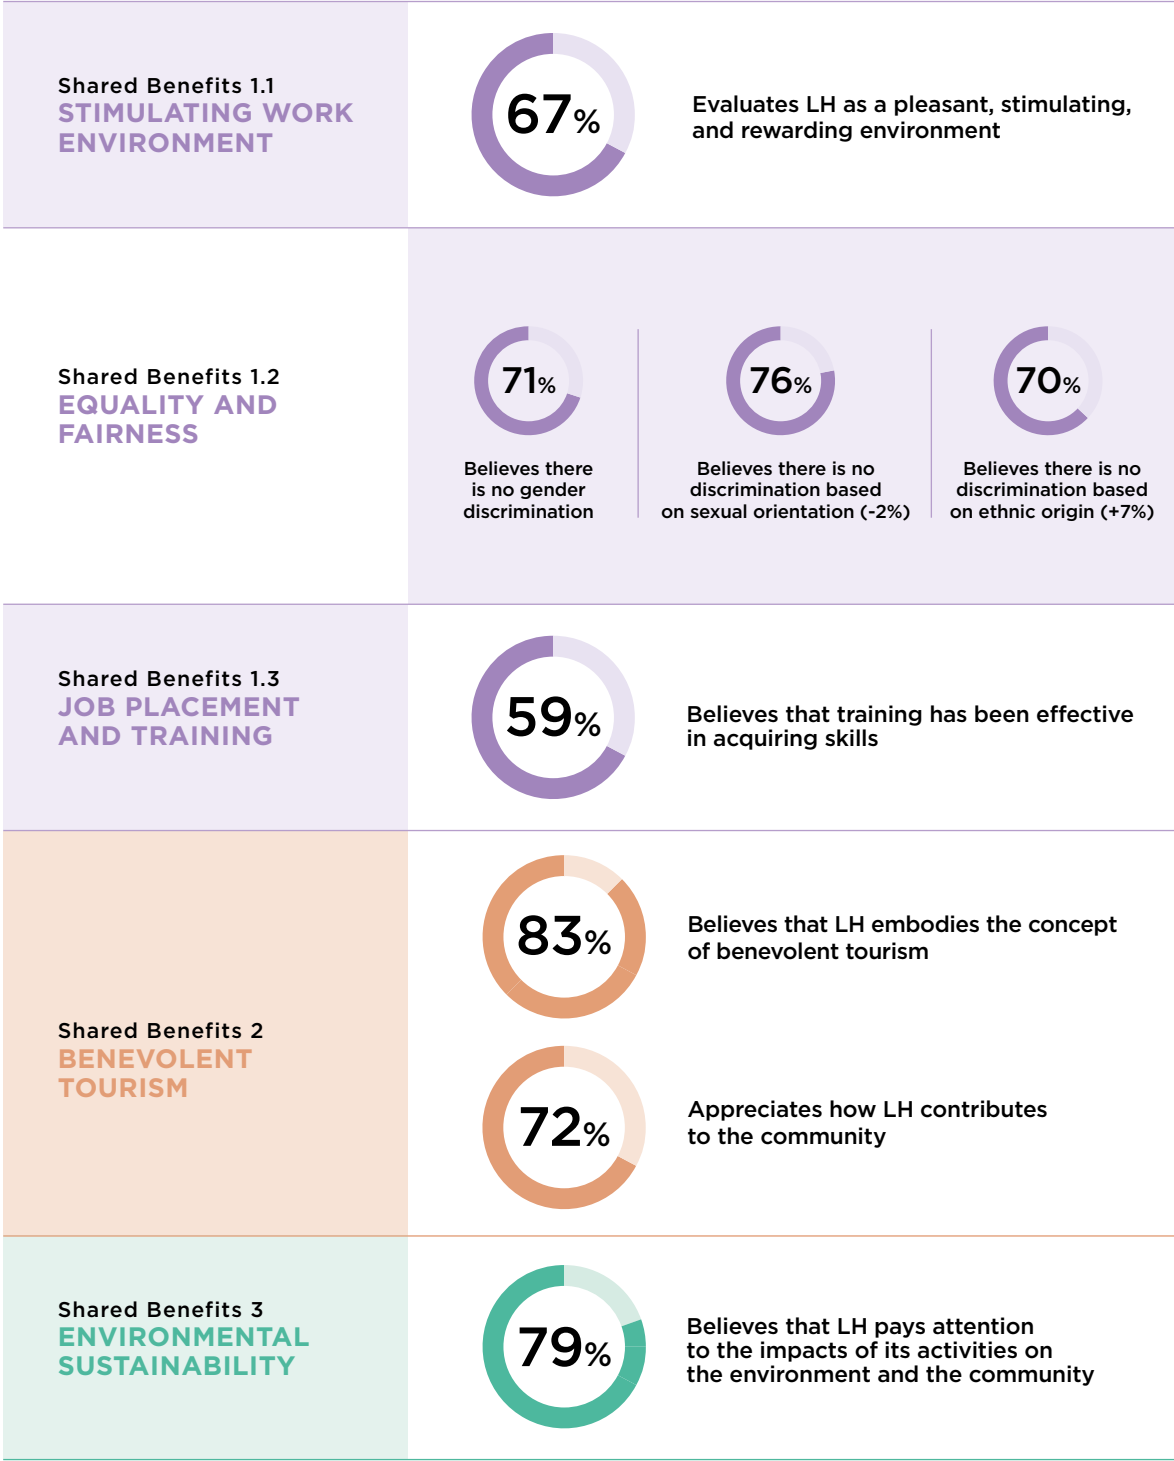 Shared Benefits 1.1
STIMULATING WORK
ENVIRONMENT
67%
Evaluates LH as a pleasant, stimulating,
and rewarding environment
Shared Benefits 1.2
EQUALITY AND
FAIRNESS
71%
Believes there
is no gender
discrimination
76%
Believes there is no
discrimination based
on sexual orientation (-2%)
70%
Believes there is no
discrimination based
on ethnic origin (+7%)
Shared Benefits 1.3
JOB PLACEMENT
AND TRAINING
59%
Believes that training has been effective
in acquiring skills
Shared Benefits 2
BENEVOLENT
TOURISM
83%
Believes that LH embodies the concept
of benevolent tourism
72%
Appreciates how LH contributes
to the community
Shared Benefits 3
ENVIRONMENTAL
SUSTAINABILITY
79%
Believes that LH pays attention
to the impacts of its activities on
the environment and the community